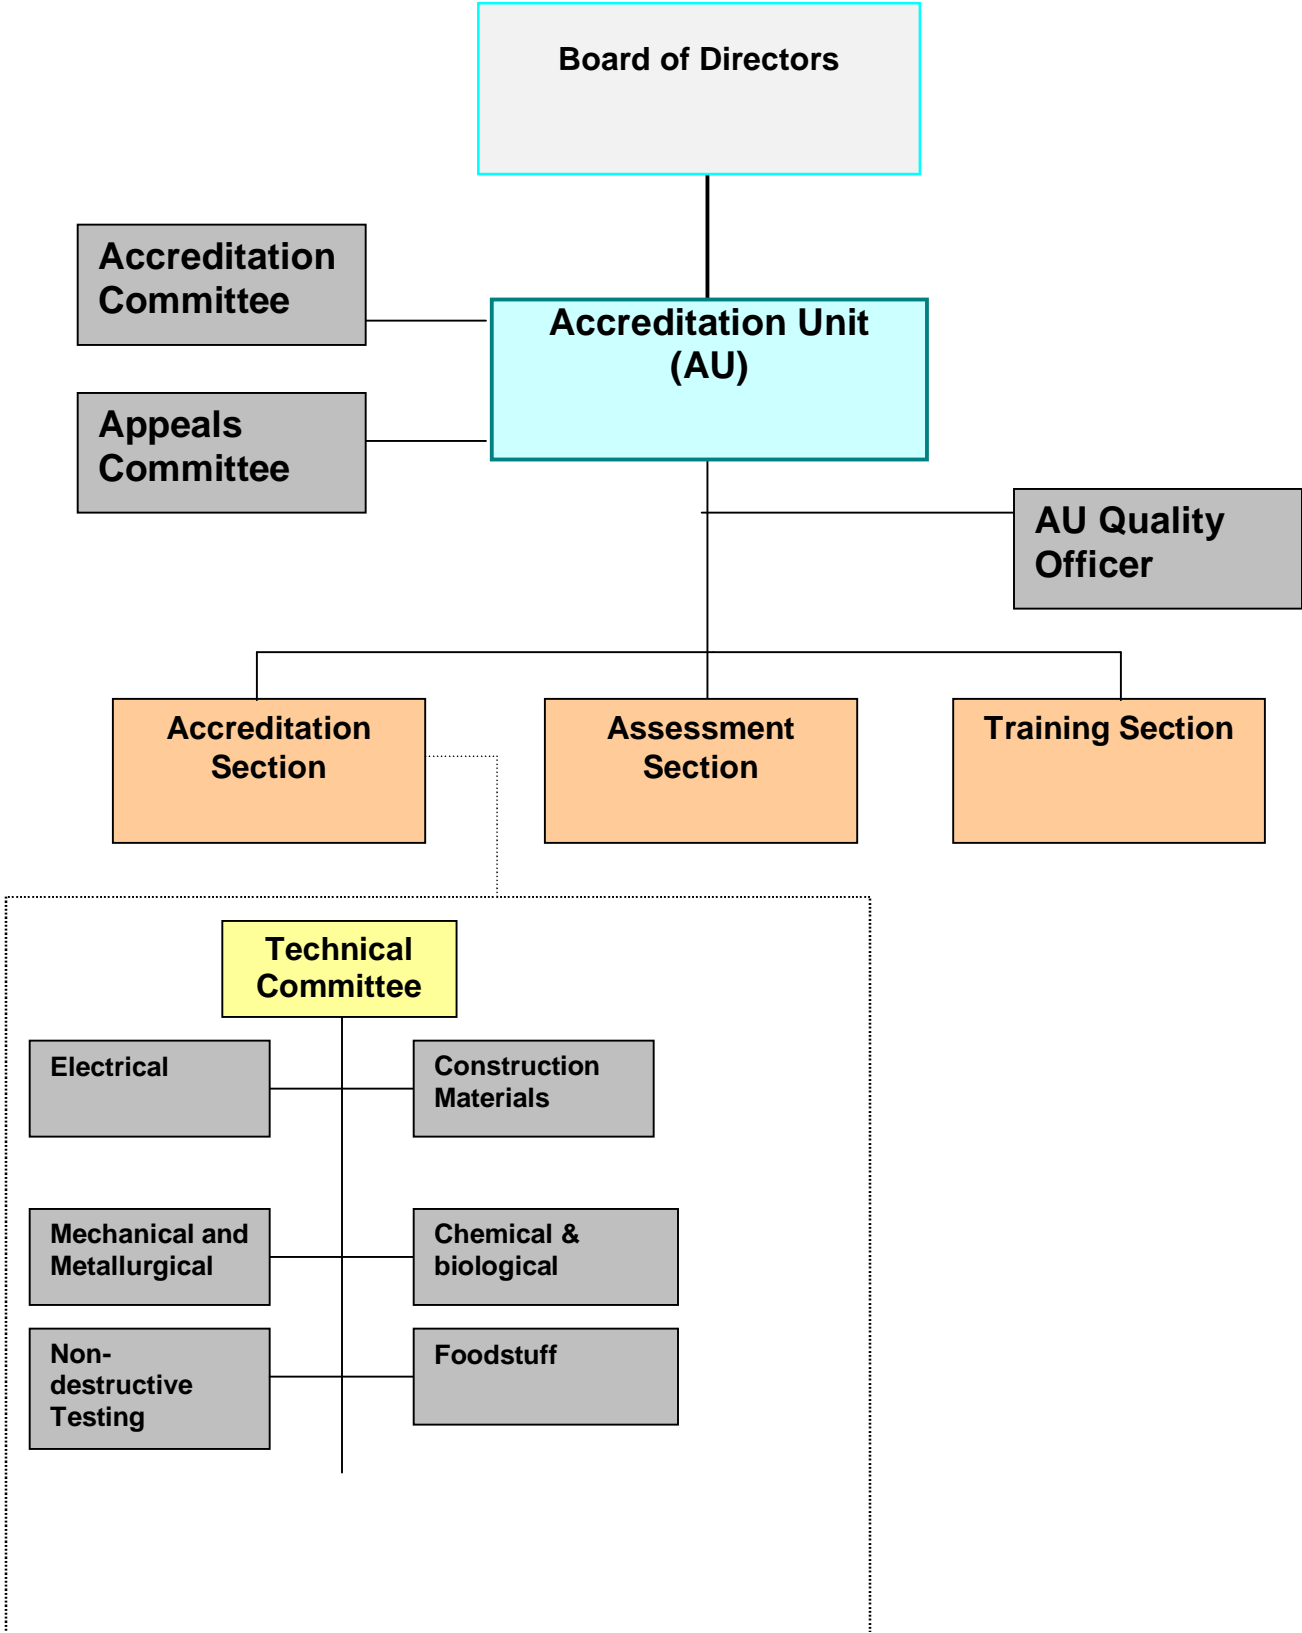 Board of Directors
Accreditation
Committee
Accreditation Unit
(AU)
Appeals
Committee
AU Quality
Officer
Accreditation
Section
Assessment
Section
Training Section
Technical
Committee
Electrical
Construction
Materials
Mechanical and
Metallurgical
Chemical &
biological
Non-
destructive
Testing
Foodstuff